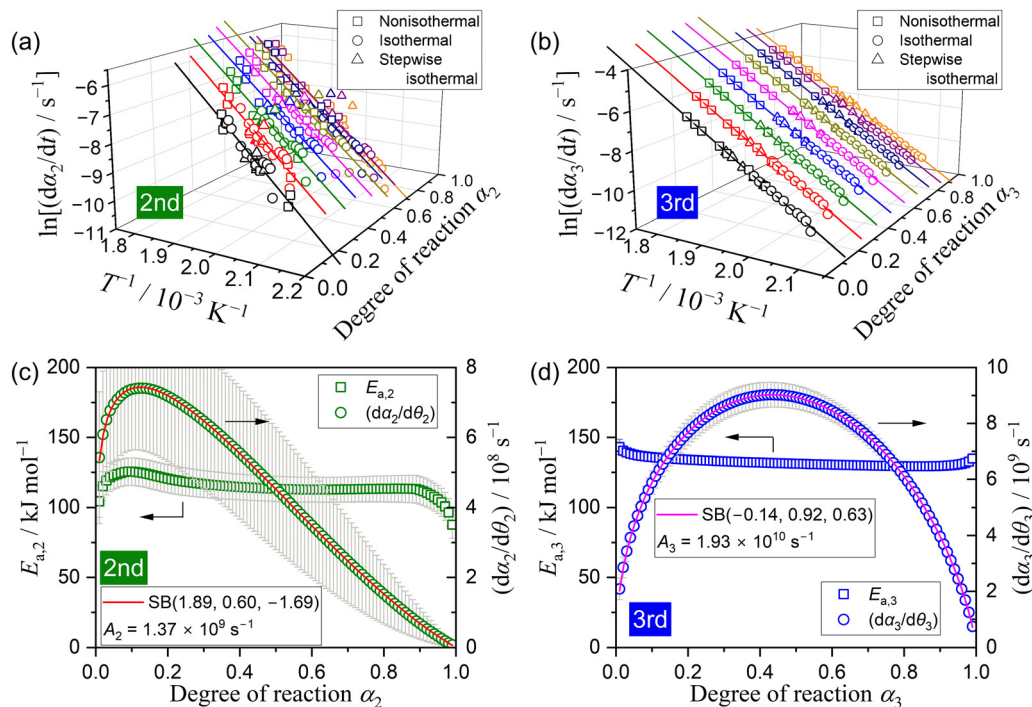 (a)
□ Nonisothermal
○ Isothermal
△ Stepwise
isothermal
ln[(dα₂/dt) / s⁻¹]
−6
−7
−8
−9
−10
−11
2nd
1.8
1.9
2.0
2.1
2.2
T⁻¹ / 10⁻³ K⁻¹
0.0
0.2
0.4
0.6
0.8
1.0
Degree of reaction α₂
(b)
□ Nonisothermal
○ Isothermal
△ Stepwise
isothermal
ln[(dα₃/dt) / s⁻¹]
−4
−6
−8
−10
−12
3rd
1.8
1.9
2.0
2.1
T⁻¹ / 10⁻³ K⁻¹
0.0
0.2
0.4
0.6
0.8
1.0
Degree of reaction α₃
(c)
200
150
100
50
0
Eₐ,₂ / kJ mol⁻¹
□ Eₐ,₂
○ (dα₂/dθ₂)
2nd
SB(1.89, 0.60, −1.69)
A₂ = 1.37 × 10⁹ s⁻¹
8
6
4
2
0
(dα₂/dθ₂) / 10⁸ s⁻¹
0.0 0.2 0.4 0.6 0.8 1.0
Degree of reaction α₂
(d)
200
150
100
50
0
Eₐ,₃ / kJ mol⁻¹
SB(−0.14, 0.92, 0.63)
A₃ = 1.93 × 10¹⁰ s⁻¹
□ Eₐ,₃
○ (dα₃/dθ₃)
3rd
10
8
6
4
2
0
(dα₃/dθ₃) / 10⁹ s⁻¹
0.0 0.2 0.4 0.6 0.8 1.0
Degree of reaction α₃